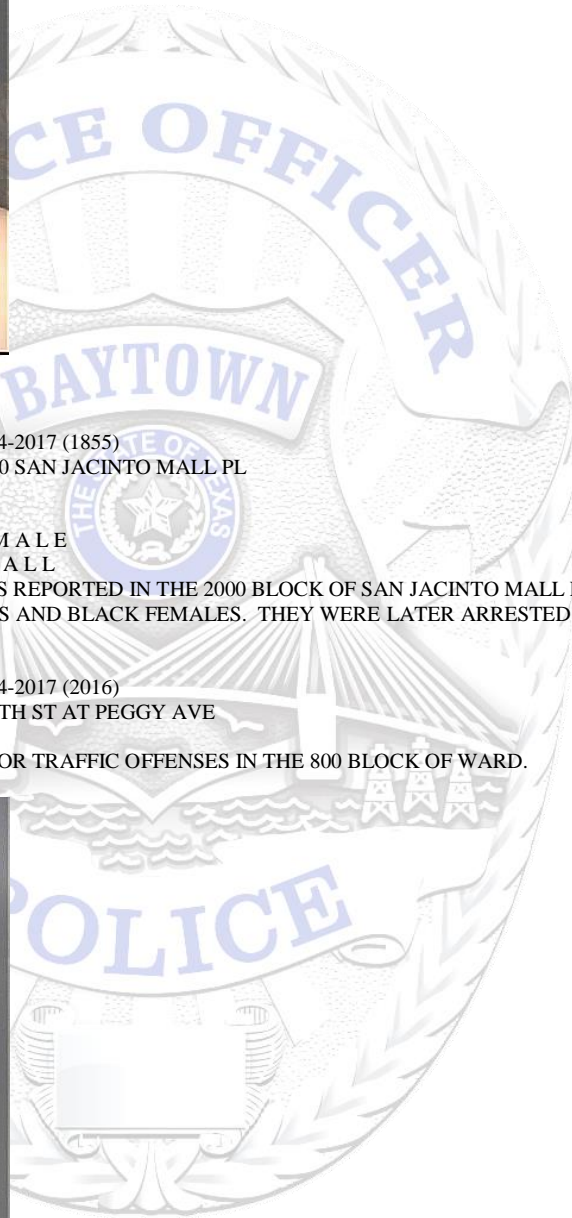 CE OFFICER
BAYTOWN
THE STATE OF TEXAS
4-2017 (1855)
0 SAN JACINTO MALL PL
M A L E
A L L
S REPORTED IN THE 2000 BLOCK OF SAN JACINTO MALL
S AND BLACK FEMALES. THEY WERE LATER ARRESTED
4-2017 (2016)
TH ST AT PEGGY AVE
OR TRAFFIC OFFENSES IN THE 800 BLOCK OF WARD.
POLICE